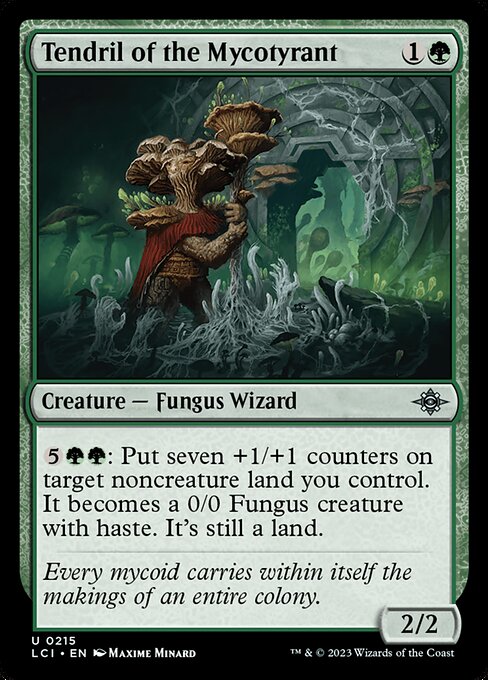 Tendril of the Mycotyrant 1
Creature — Fungus Wizard
5: Put seven +1/+1 counters on
target noncreature land you control.
It becomes a 0/0 Fungus creature
with haste. It's still a land.
Every mycoid carries within itself the
makings of an entire colony.
2/2
U 0215
LCI • EN MAXIME MINARD
™ & © 2023 Wizards of the Coast